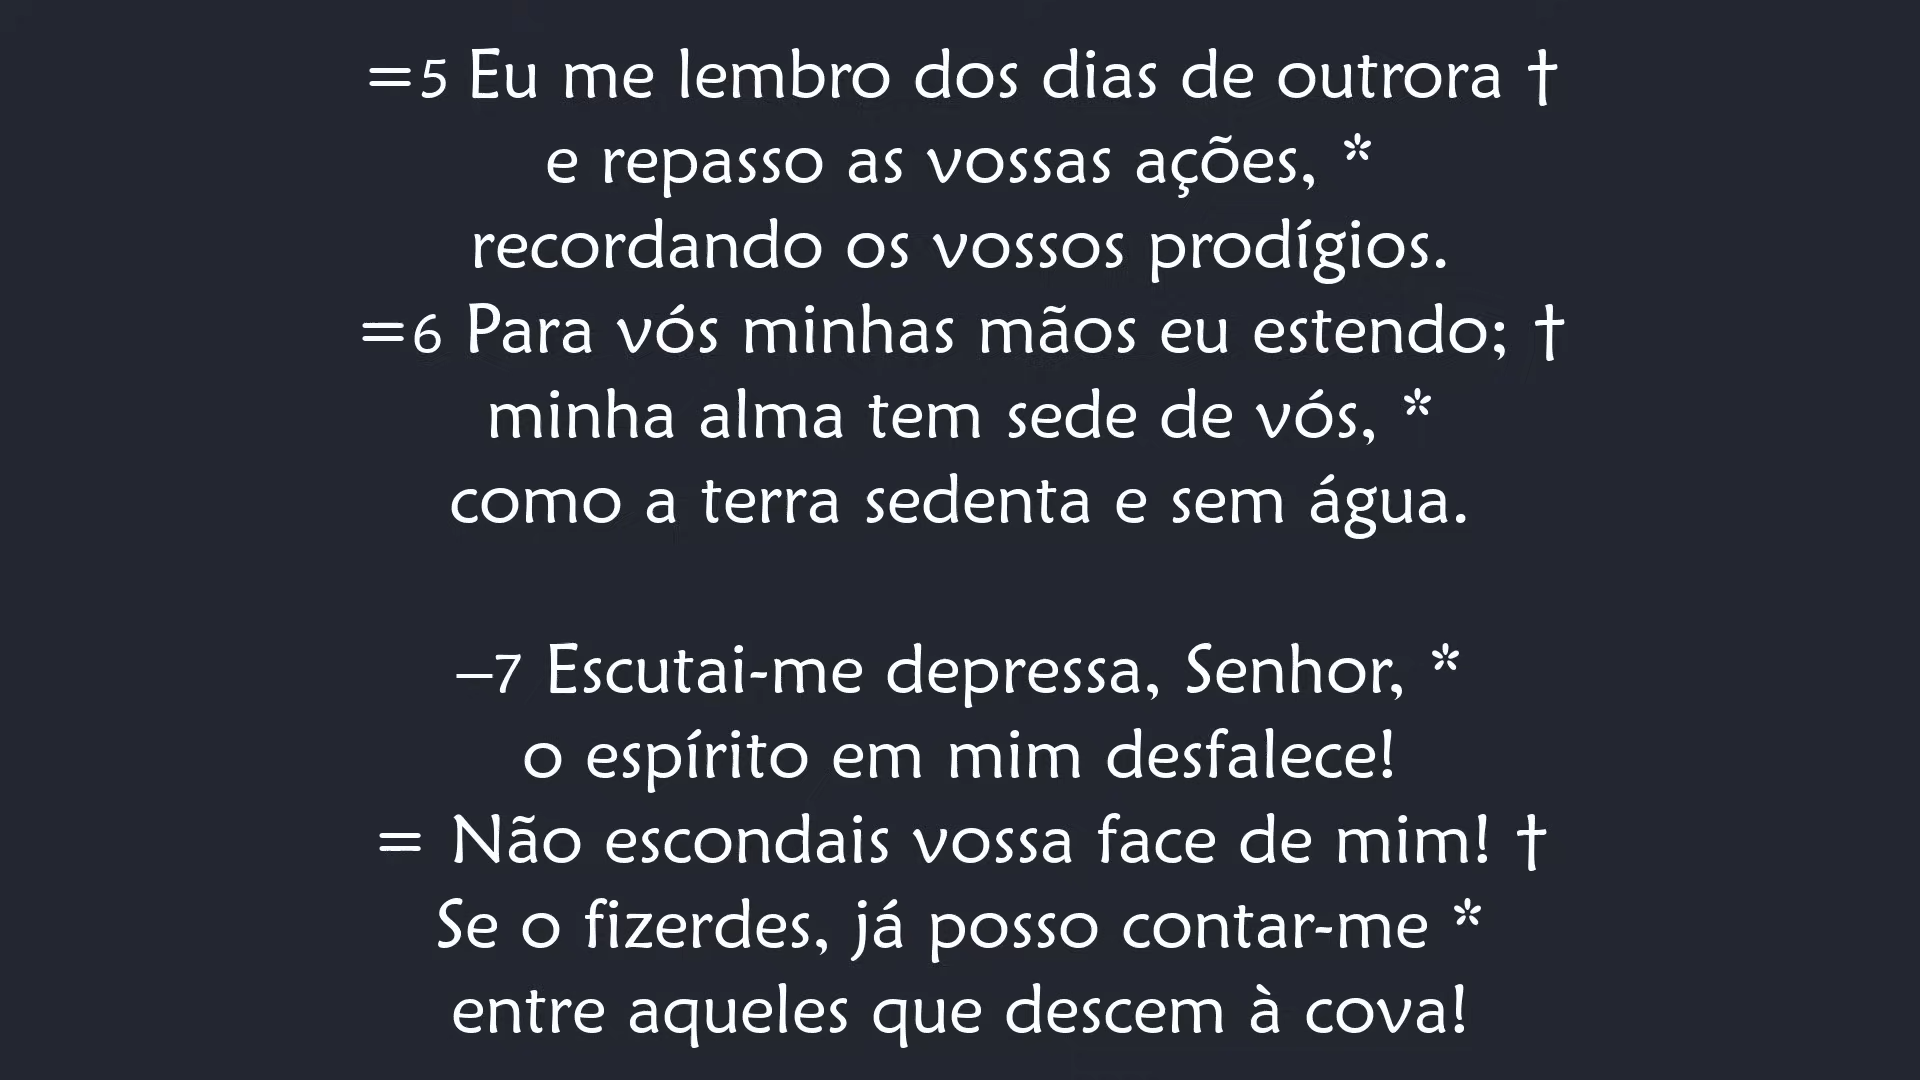 =5 Eu me lembro dos dias de outrora †
e repasso as vossas ações, *
recordando os vossos prodígios.
=6 Para vós minhas mãos eu estendo; †
minha alma tem sede de vós, *
como a terra sedenta e sem água.
–7 Escutai-me depressa, Senhor, *
o espírito em mim desfalece!
= Não escondais vossa face de mim! †
Se o fizerdes, já posso contar-me *
entre aqueles que descem à cova!